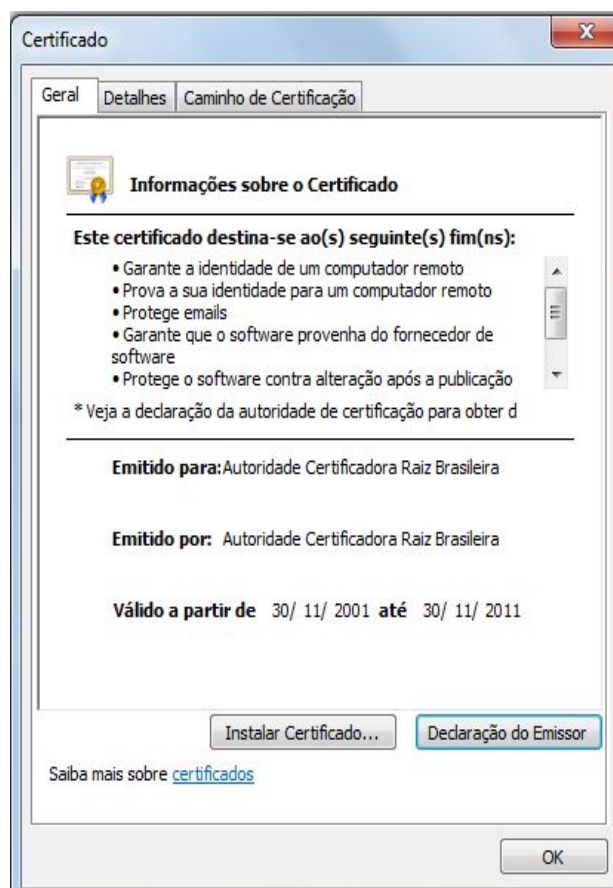 Certificado
Geral Detalhes Caminho de Certificação
Informações sobre o Certificado
Este certificado destina-se ao(s) seguinte(s) fim(ns):
• Garante a identidade de um computador remoto
• Prova a sua identidade para um computador remoto
• Protege emails
• Garante que o software provenha do fornecedor de
software
• Protege o software contra alteração após a publicação
* Veja a declaração da autoridade de certificação para obter d
Emitido para: Autoridade Certificadora Raiz Brasileira
Emitido por: Autoridade Certificadora Raiz Brasileira
Válido a partir de 30/ 11/ 2001 até 30/ 11/ 2011
Instalar Certificado... Declaração do Emissor
Saiba mais sobre certificados
OK